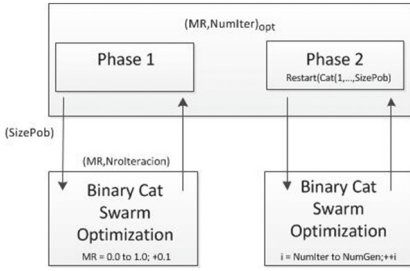 (MR,NumIter)opt
Phase 1
Phase 2
Restart(Cat(1,...,SizePob)
(SizePob)
(MR,NroIteracion)
Binary Cat
Swarm
Optimization
MR = 0.0 to 1.0; +0.1
Binary Cat
Swarm
Optimization
i = NumIter to NumGen;++i